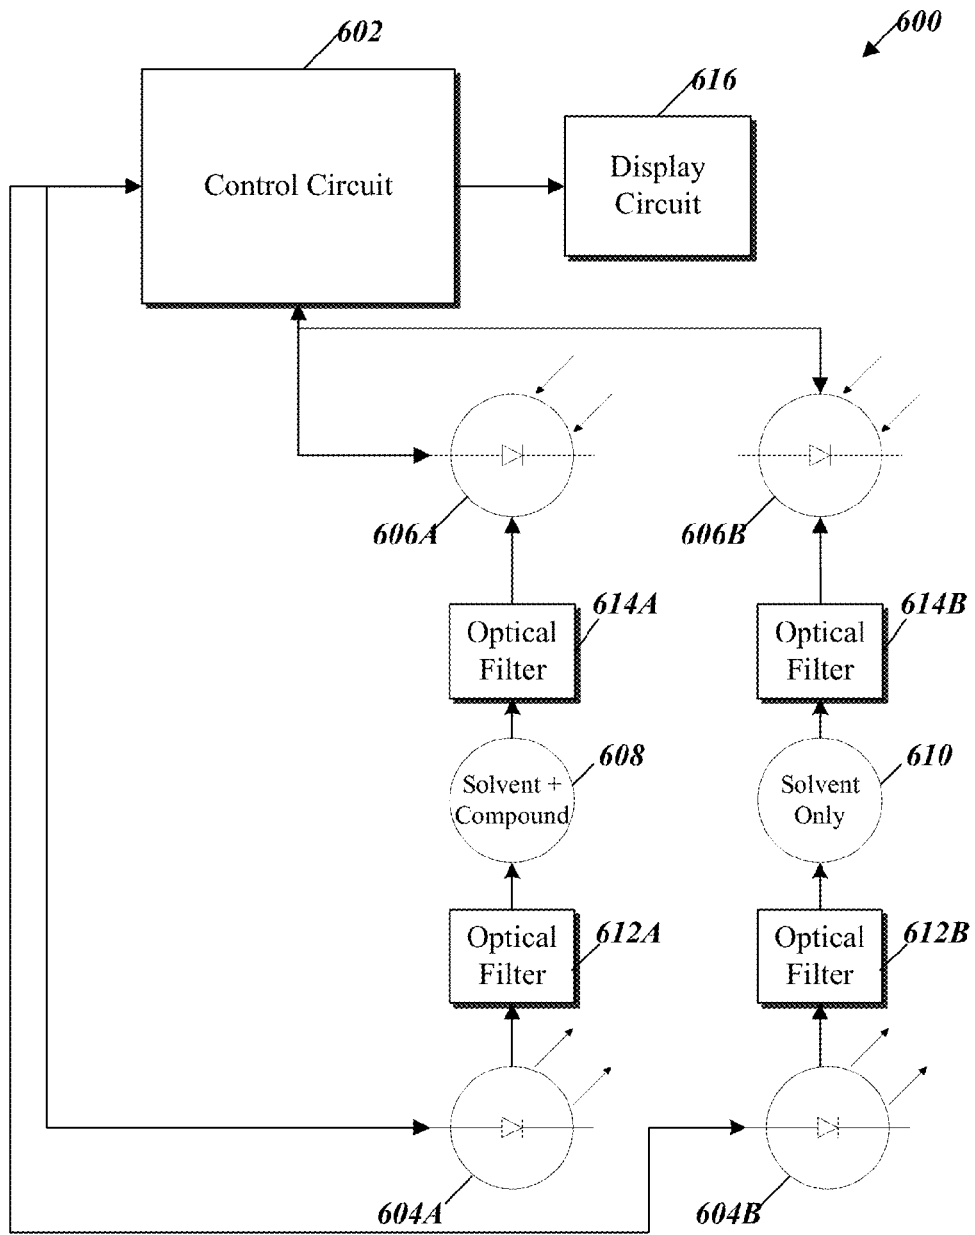 600
602
616
Control Circuit
Display
Circuit
606A
606B
614A
614B
Optical
Filter
Optical
Filter
608
610
Solvent +
Compound
Solvent
Only
612A
612B
Optical
Filter
Optical
Filter
604A
604B